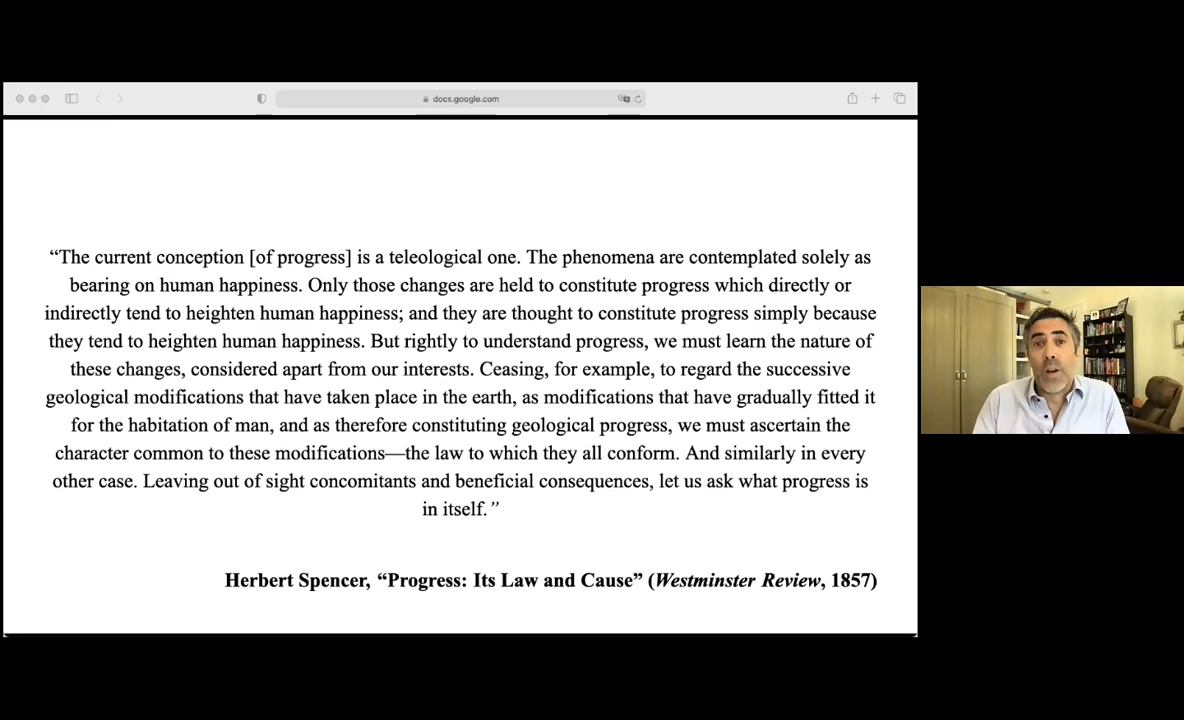 docs.google.com
“The current conception [of progress] is a teleological one. The phenomena are contemplated solely as
bearing on human happiness. Only those changes are held to constitute progress which directly or
indirectly tend to heighten human happiness; and they are thought to constitute progress simply because
they tend to heighten human happiness. But rightly to understand progress, we must learn the nature of
these changes, considered apart from our interests. Ceasing, for example, to regard the successive
geological modifications that have taken place in the earth, as modifications that have gradually fitted it
for the habitation of man, and as therefore constituting geological progress, we must ascertain the
character common to these modifications—the law to which they all conform. And similarly in every
other case. Leaving out of sight concomitants and beneficial consequences, let us ask what progress is
in itself.”
Herbert Spencer, “Progress: Its Law and Cause” (Westminster Review, 1857)